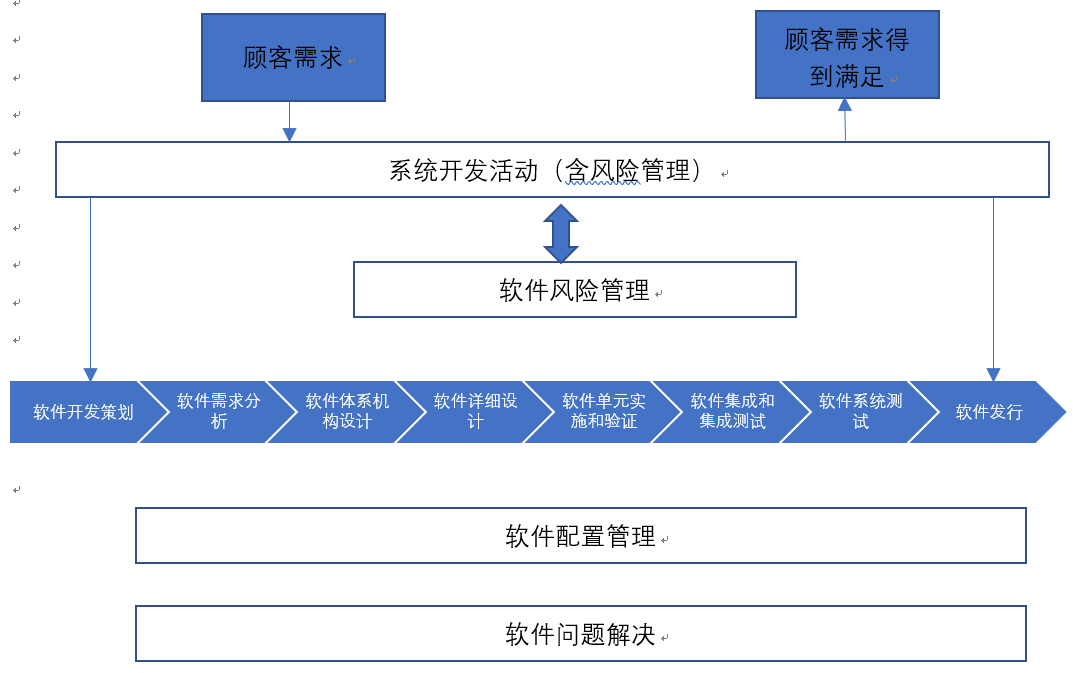 顾客需求
顾客需求得
到满足
系统开发活动（含风险管理）
软件风险管理
软件开发策划
软件需求分
析
软件体系机
构设计
软件详细设
计
软件单元实
施和验证
软件集成和
集成测试
软件系统测
试
软件发行
软件配置管理
软件问题解决